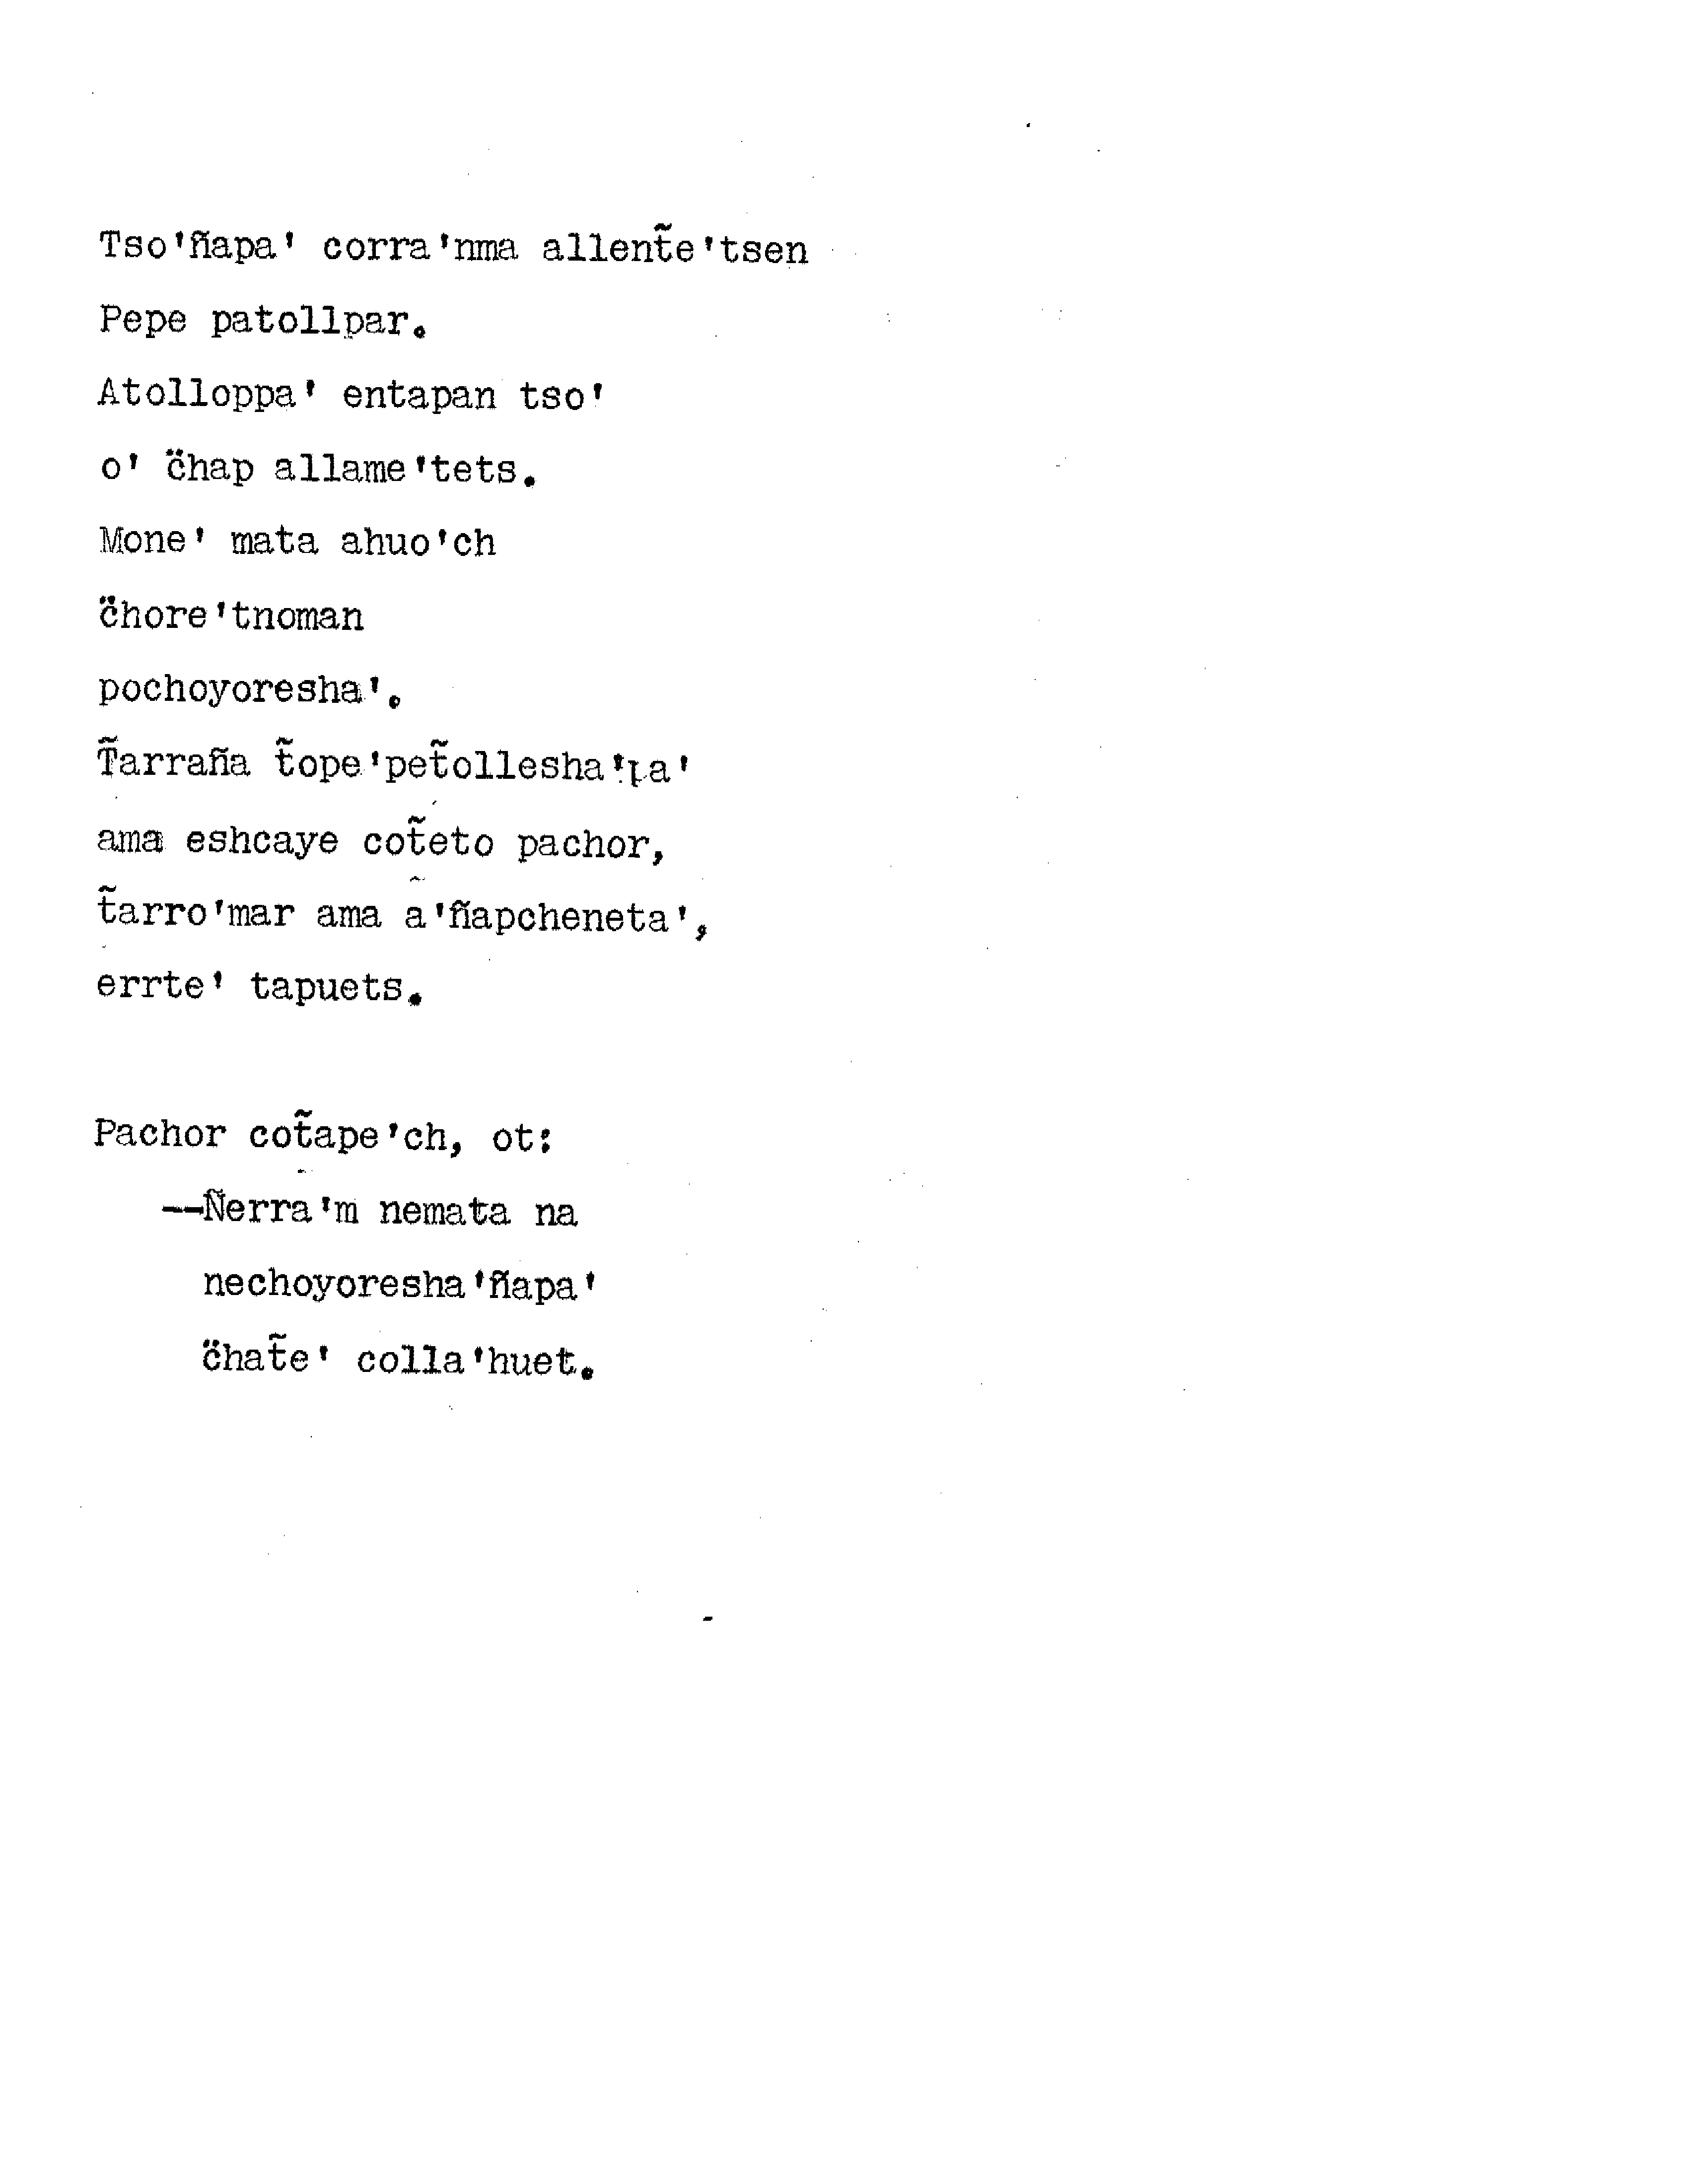 Tso'ñapa' corra'nma allent̃e'tsen
Pepe patollpar.
Atolloppa' entapan tso'
o' c̈hap allame'tets.
Mone' mata ahuo'ch
c̈hore'tnoman
pochoyoresha'.
T̃arraña t̃ope'pet̃ollesha'ta'
ama eshcaye cot̃eto pachor,
t̃arro'mar ama a'ñapcheneta',
errte' tapuets.
Pachor cot̃ape'ch, ot:
--Ñerra'm nemata na
nechoyoresha'ñapa'
c̈hat̃e' colla'huet.